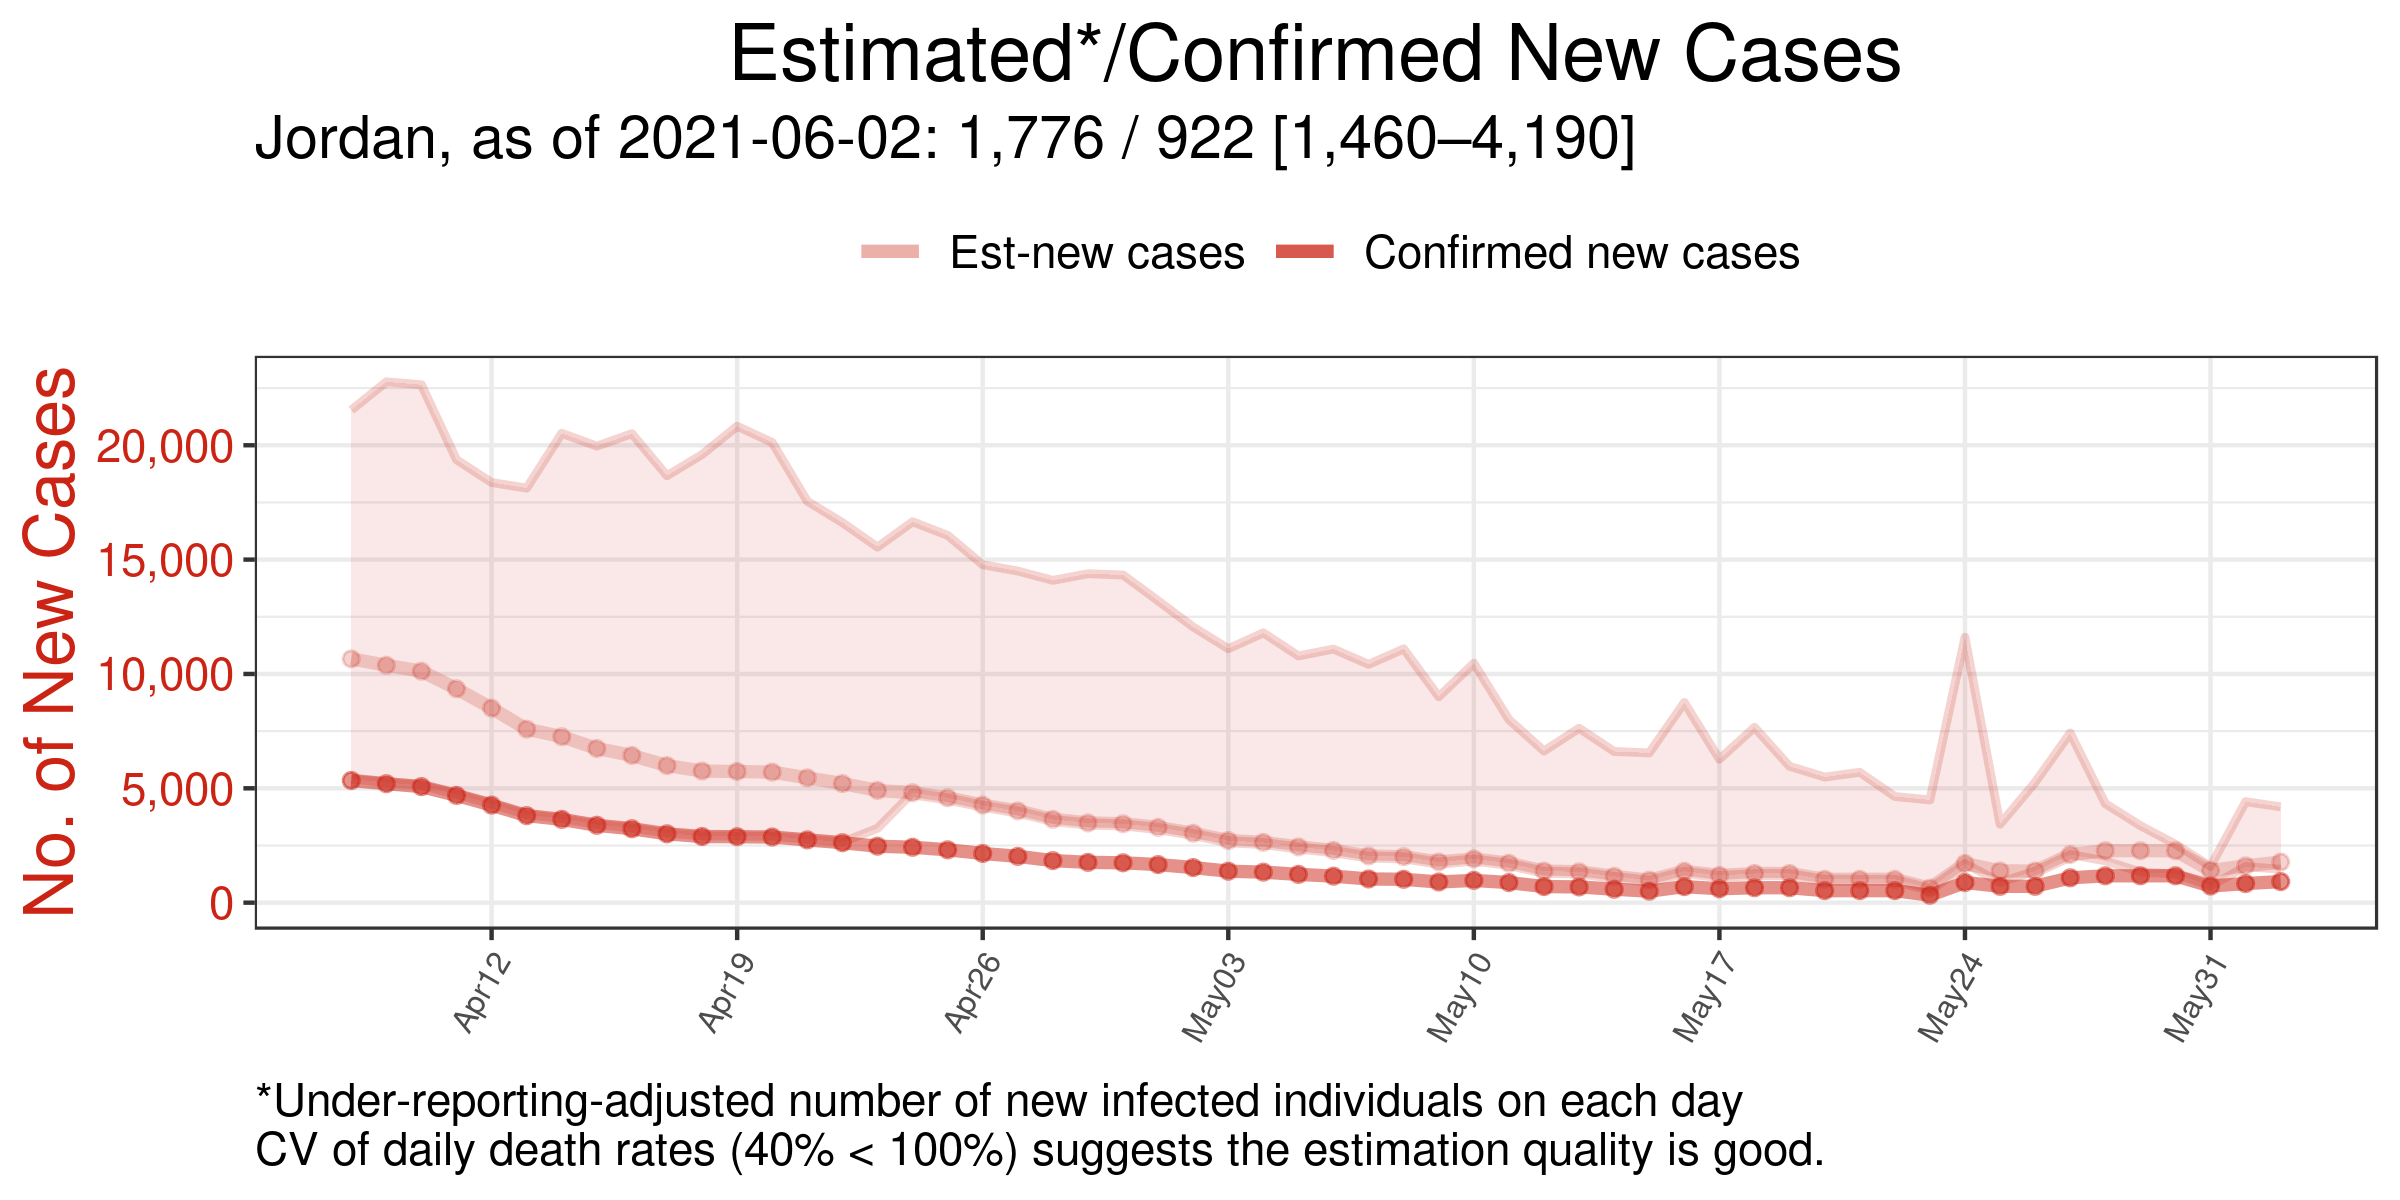 Estimated*/Confirmed New Cases
Jordan, as of 2021-06-02: 1,776 / 922 [1,460–4,190]
Est-new cases
Confirmed new cases
No. of New Cases
20,000
15,000
10,000
5,000
0
Apr12
Apr19
Apr26
May03
May10
May17
May24
May31
*Under-reporting-adjusted number of new infected individuals on each day
CV of daily death rates (40% < 100%) suggests the estimation quality is good.